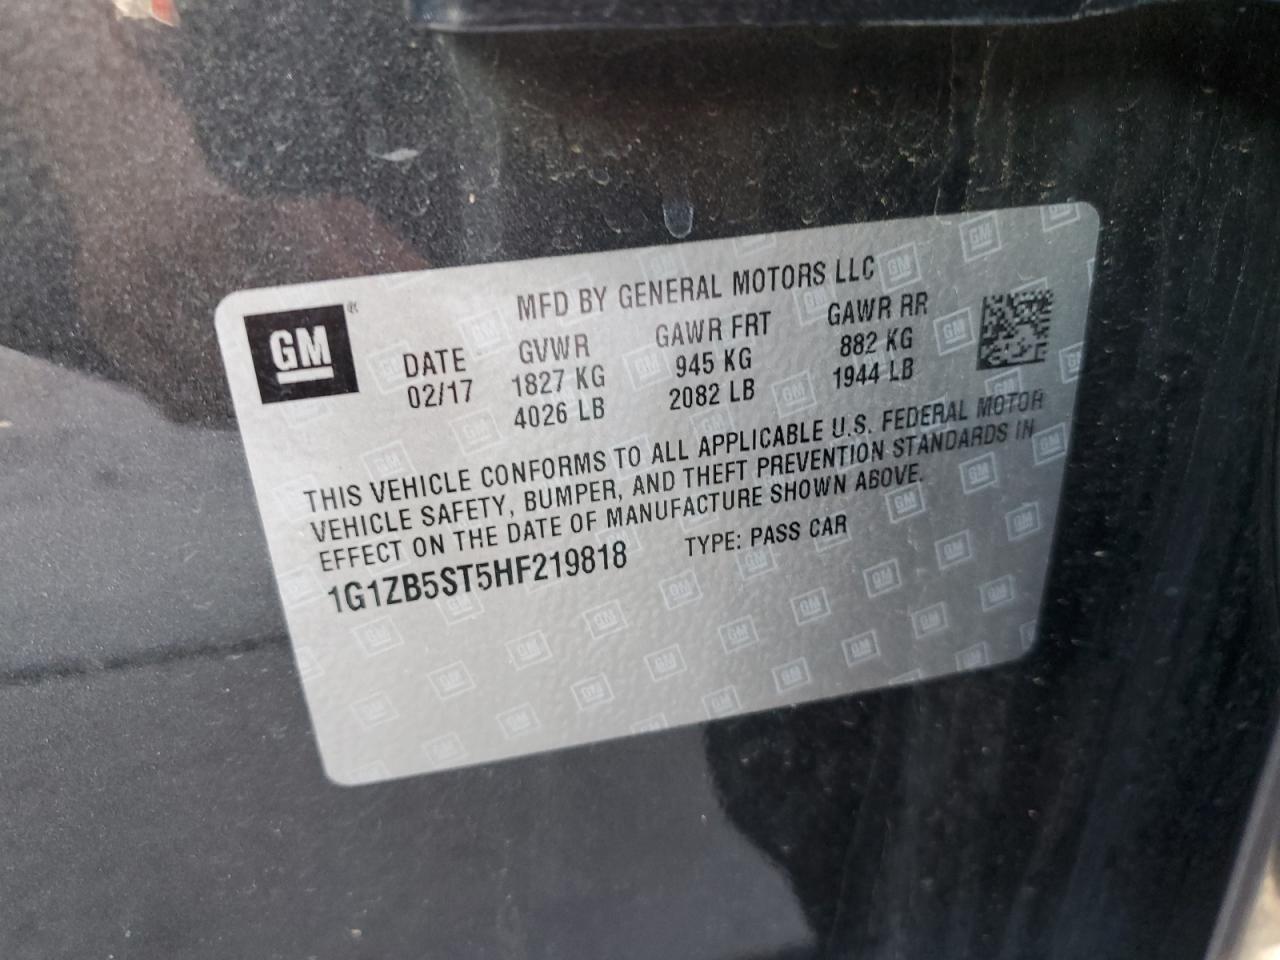 GM
MFD BY GENERAL MOTORS LLC
DATE GVWR GAWR FRT GAWR RR
02/17 1827 KG 945 KG 882 KG
4026 LB 2082 LB 1944 LB
THIS VEHICLE CONFORMS TO ALL APPLICABLE U.S. FEDERAL MOTOR
VEHICLE SAFETY, BUMPER, AND THEFT PREVENTION STANDARDS IN
EFFECT ON THE DATE OF MANUFACTURE SHOWN ABOVE.
1G1ZB5ST5HF219818 TYPE: PASS CAR